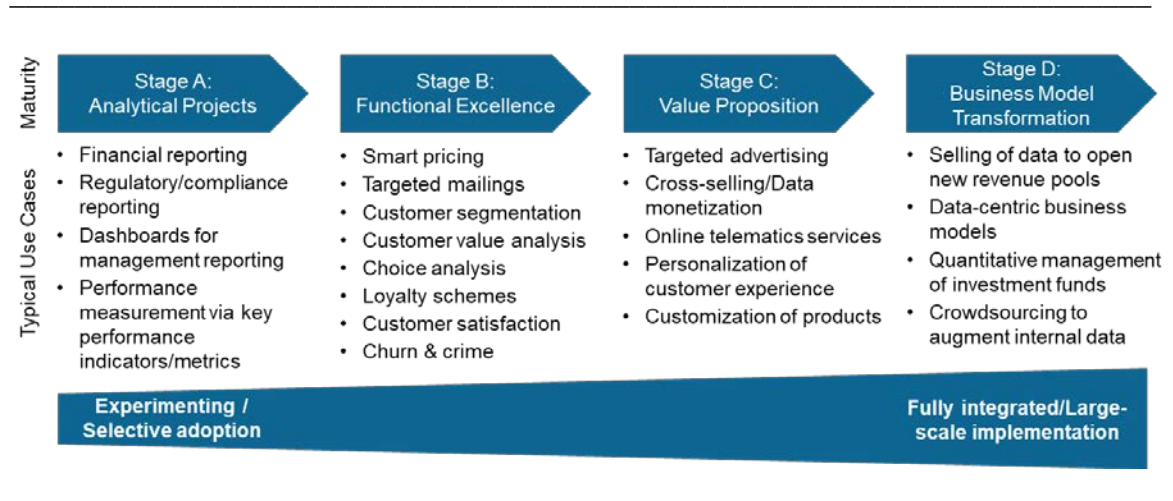 Maturity
Stage A:
Analytical Projects
Stage B:
Functional Excellence
Stage C:
Value Proposition
Stage D:
Business Model
Transformation
Typical Use Cases
• Financial reporting
• Regulatory/compliance
reporting
• Dashboards for
management reporting
• Performance
measurement via key
performance
indicators/metrics
• Smart pricing
• Targeted mailings
• Customer segmentation
• Customer value analysis
• Choice analysis
• Loyalty schemes
• Customer satisfaction
• Churn & crime
• Targeted advertising
• Cross-selling/Data
monetization
• Online telematics services
• Personalization of
customer experience
• Customization of products
• Selling of data to open
new revenue pools
• Data-centric business
models
• Quantitative management
of investment funds
• Crowdsourcing to
augment internal data
Experimenting /
Selective adoption
Fully integrated/Large-
scale implementation